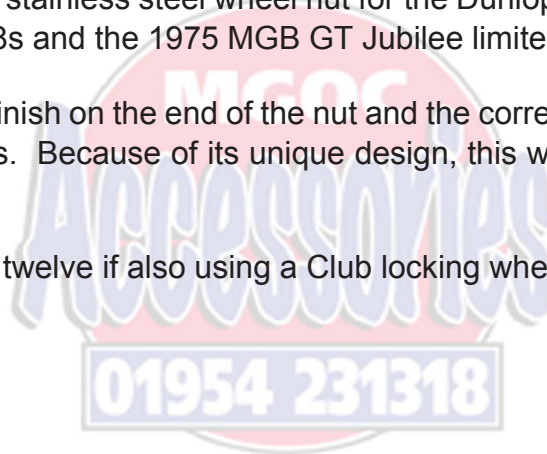 stainless steel wheel nut for the Dunlop
s and the 1975 MGB GT Jubilee limite
inish on the end of the nut and the corre
s. Because of its unique design, this w
twelve if also using a Club locking whe
MGOC
Accessories
01954 231318